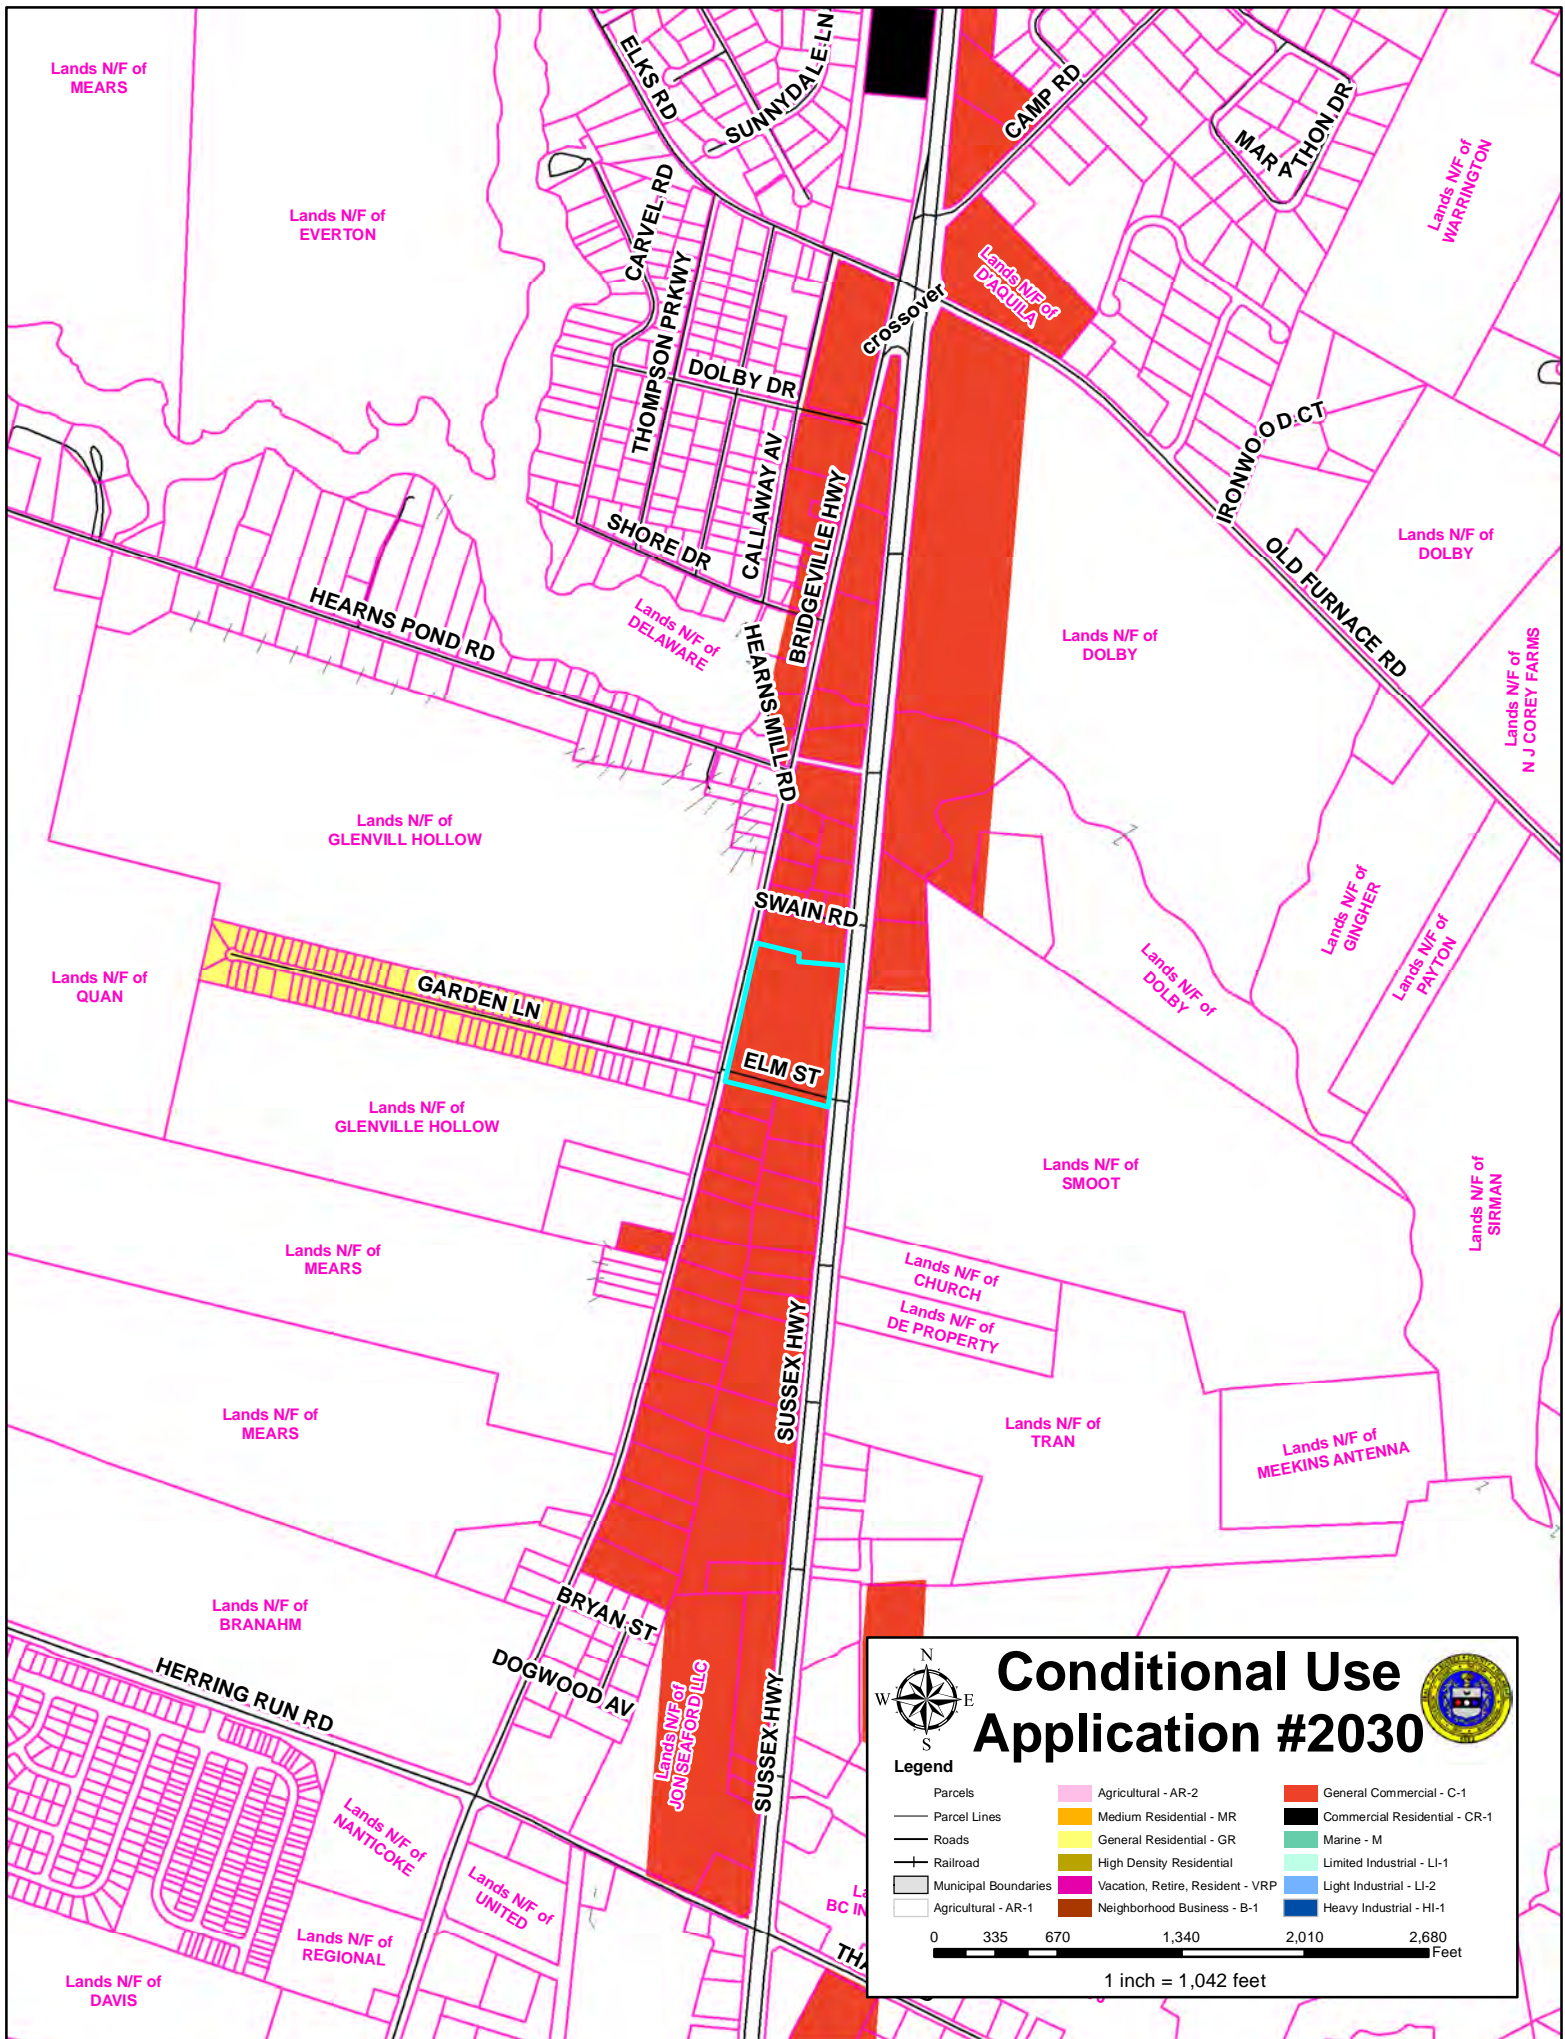 Lands N/F of
MEARS
ELKS RD
SUNNYDALE LN
CAMP RD
MARATHON DR
Lands N/F of
WARRINGTON
Lands N/F of
EVERTON
CARVEL RD
THOMPSON PRKWY
Lands N/F of
D'AQUILA
crossover
DOLBY DR
CALLAWAY AV
BRIDGEVILLE HWY
IRONWOOD CT
SHORE DR
Lands N/F of
DOLBY
OLD FURNACE RD
HEARNS POND RD
Lands N/F of
DELAWARE
HEARNS MILL RD
Lands N/F of
DOLBY
Lands N/F of
N J COREY FARMS
Lands N/F of
GLENVILL HOLLOW
SWAIN RD
Lands N/F of
GINGHER
Lands N/F of
PAYTON
Lands N/F of
QUAN
GARDEN LN
Lands N/F of
DOLBY
ELM ST
Lands N/F of
GLENVILLE HOLLOW
Lands N/F of
SMOOT
Lands N/F of
SIRMAN
Lands N/F of
MEARS
Lands N/F of
CHURCH
Lands N/F of
DE PROPERTY
SUSSEX HWY
Lands N/F of
MEARS
Lands N/F of
TRAN
Lands N/F of
MEEKINS ANTENNA
Lands N/F of
BRANAHM
BRYAN ST
DOGWOOD AV
HERRING RUN RD
Lands N/F of
JON SEAFORD LLC
SUSSEX HWY
Lands N/F of
NANTICOKE
Lands N/F of
UNITED
Lands N/F of
REGIONAL
Lands N/F of
DAVIS
La
BC IN
THA
N
W
E
S
Conditional Use
Application #2030
Legend
Parcels
Parcel Lines
Roads
Railroad
Municipal Boundaries
Agricultural - AR-1
Agricultural - AR-2
Medium Residential - MR
General Residential - GR
High Density Residential
Vacation, Retire, Resident - VRP
Neighborhood Business - B-1
General Commercial - C-1
Commercial Residential - CR-1
Marine - M
Limited Industrial - LI-1
Light Industrial - LI-2
Heavy Industrial - HI-1
0 335 670 1,340 2,010 2,680
Feet
1 inch = 1,042 feet